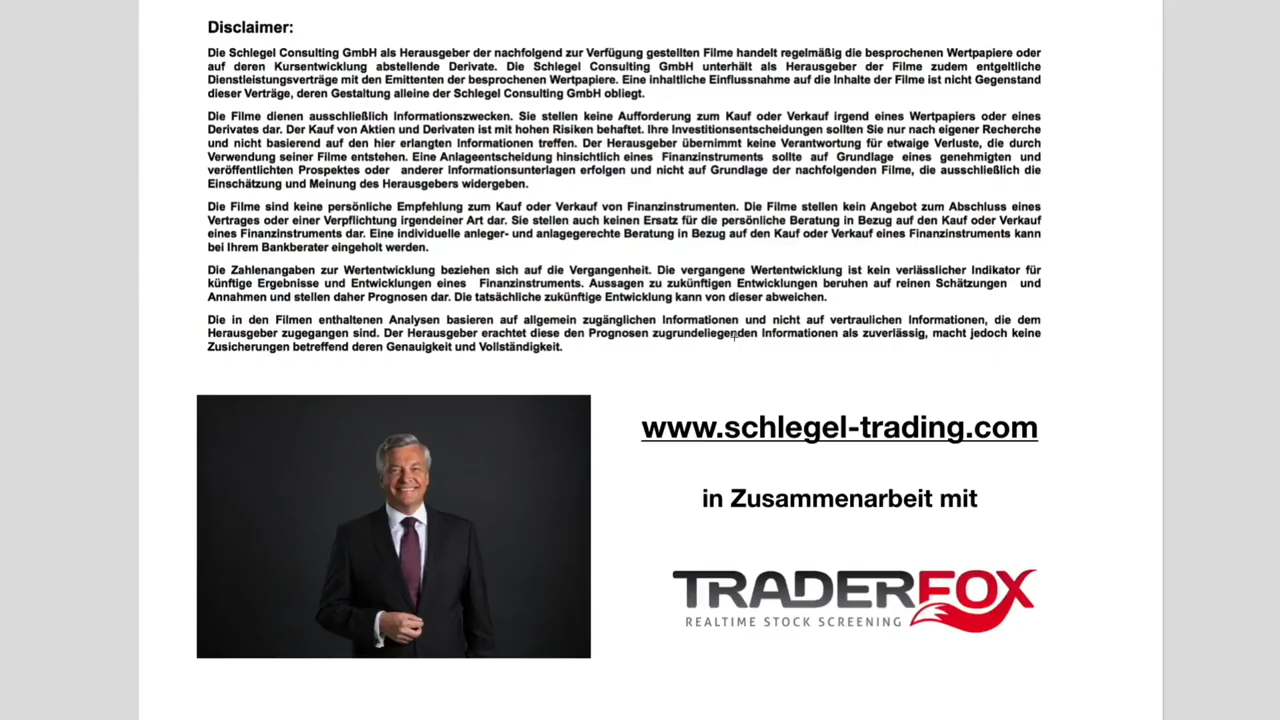 Disclaimer:
Die Schlegel Consulting GmbH als Herausgeber der nachfolgend zur Verfügung gestellten Filme handelt regelmäßig die besprochenen Wertpapiere oder
auf deren Kursentwicklung abstellende Derivate. Die Schlegel Consulting GmbH unterhält als Herausgeber der Filme zudem entgeltliche
Dienstleistungsverträge mit den Emittenten der besprochenen Wertpapiere. Eine inhaltliche Einflussnahme auf die Inhalte der Filme ist nicht Gegenstand
dieser Verträge, deren Gestaltung alleine der Schlegel Consulting GmbH obliegt.
Die Filme dienen ausschließlich Informationszwecken. Sie stellen keine Aufforderung zum Kauf oder Verkauf irgend eines Wertpapiers oder eines
Derivates dar. Der Kauf von Aktien und Derivaten ist mit hohen Risiken behaftet. Ihre Investitionsentscheidungen sollten Sie nur nach eigener Recherche
und nicht basierend auf den hier erlangten Informationen treffen. Der Herausgeber übernimmt keine Verantwortung für etwaige Verluste, die durch
Verwendung seiner Filme entstehen. Eine Anlageentscheidung hinsichtlich eines Finanzinstruments sollte auf Grundlage eines genehmigten und
veröffentlichten Prospektes oder anderer Informationsunterlagen erfolgen und nicht auf Grundlage der nachfolgenden Filme, die ausschließlich die
Einschätzung und Meinung des Herausgebers widergeben.
Die Filme sind keine persönliche Empfehlung zum Kauf oder Verkauf von Finanzinstrumenten. Die Filme stellen kein Angebot zum Abschluss eines
Vertrages oder einer Verpflichtung irgendeiner Art dar. Sie stellen auch keinen Ersatz für die persönliche Beratung in Bezug auf den Kauf oder Verkauf
eines Finanzinstruments dar. Eine individuelle anleger- und anlagegerechte Beratung in Bezug auf den Kauf oder Verkauf eines Finanzinstruments kann
bei Ihrem Bankberater eingeholt werden.
Die Zahlenangaben zur Wertentwicklung beziehen sich auf die Vergangenheit. Die vergangene Wertentwicklung ist kein verlässlicher Indikator für
künftige Ergebnisse und Entwicklungen eines Finanzinstruments. Aussagen zu zukünftigen Entwicklungen beruhen auf reinen Schätzungen und
Annahmen und stellen daher Prognosen dar. Die tatsächliche zukünftige Entwicklung kann von dieser abweichen.
Die in den Filmen enthaltenen Analysen basieren auf allgemein zugänglichen Informationen und nicht auf vertraulichen Informationen, die dem
Herausgeber zugegangen sind. Der Herausgeber erachtet diese den Prognosen zugrundeliegenden Informationen als zuverlässig, macht jedoch keine
Zusicherungen betreffend deren Genauigkeit und Vollständigkeit.
www.schlegel-trading.com
in Zusammenarbeit mit
TRADERFOX
REALTIME STOCK SCREENING